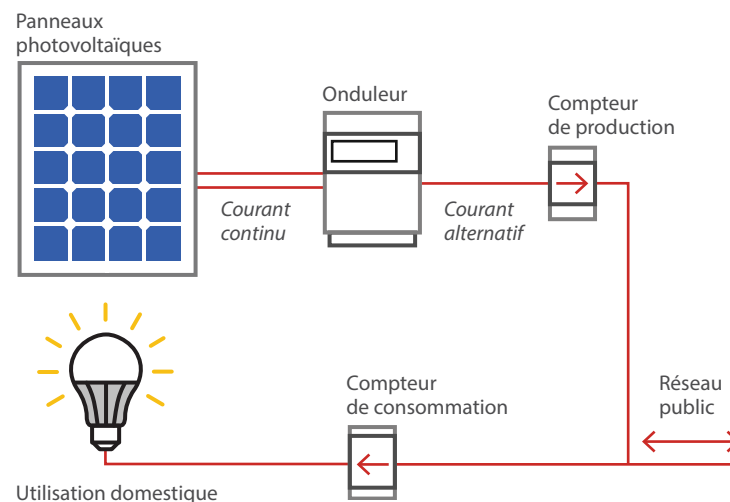 Panneaux
photovoltaïques
Onduleur
Compteur
de production
Courant
continu
Courant
alternatif
Compteur
de consommation
Réseau
public
Utilisation domestique